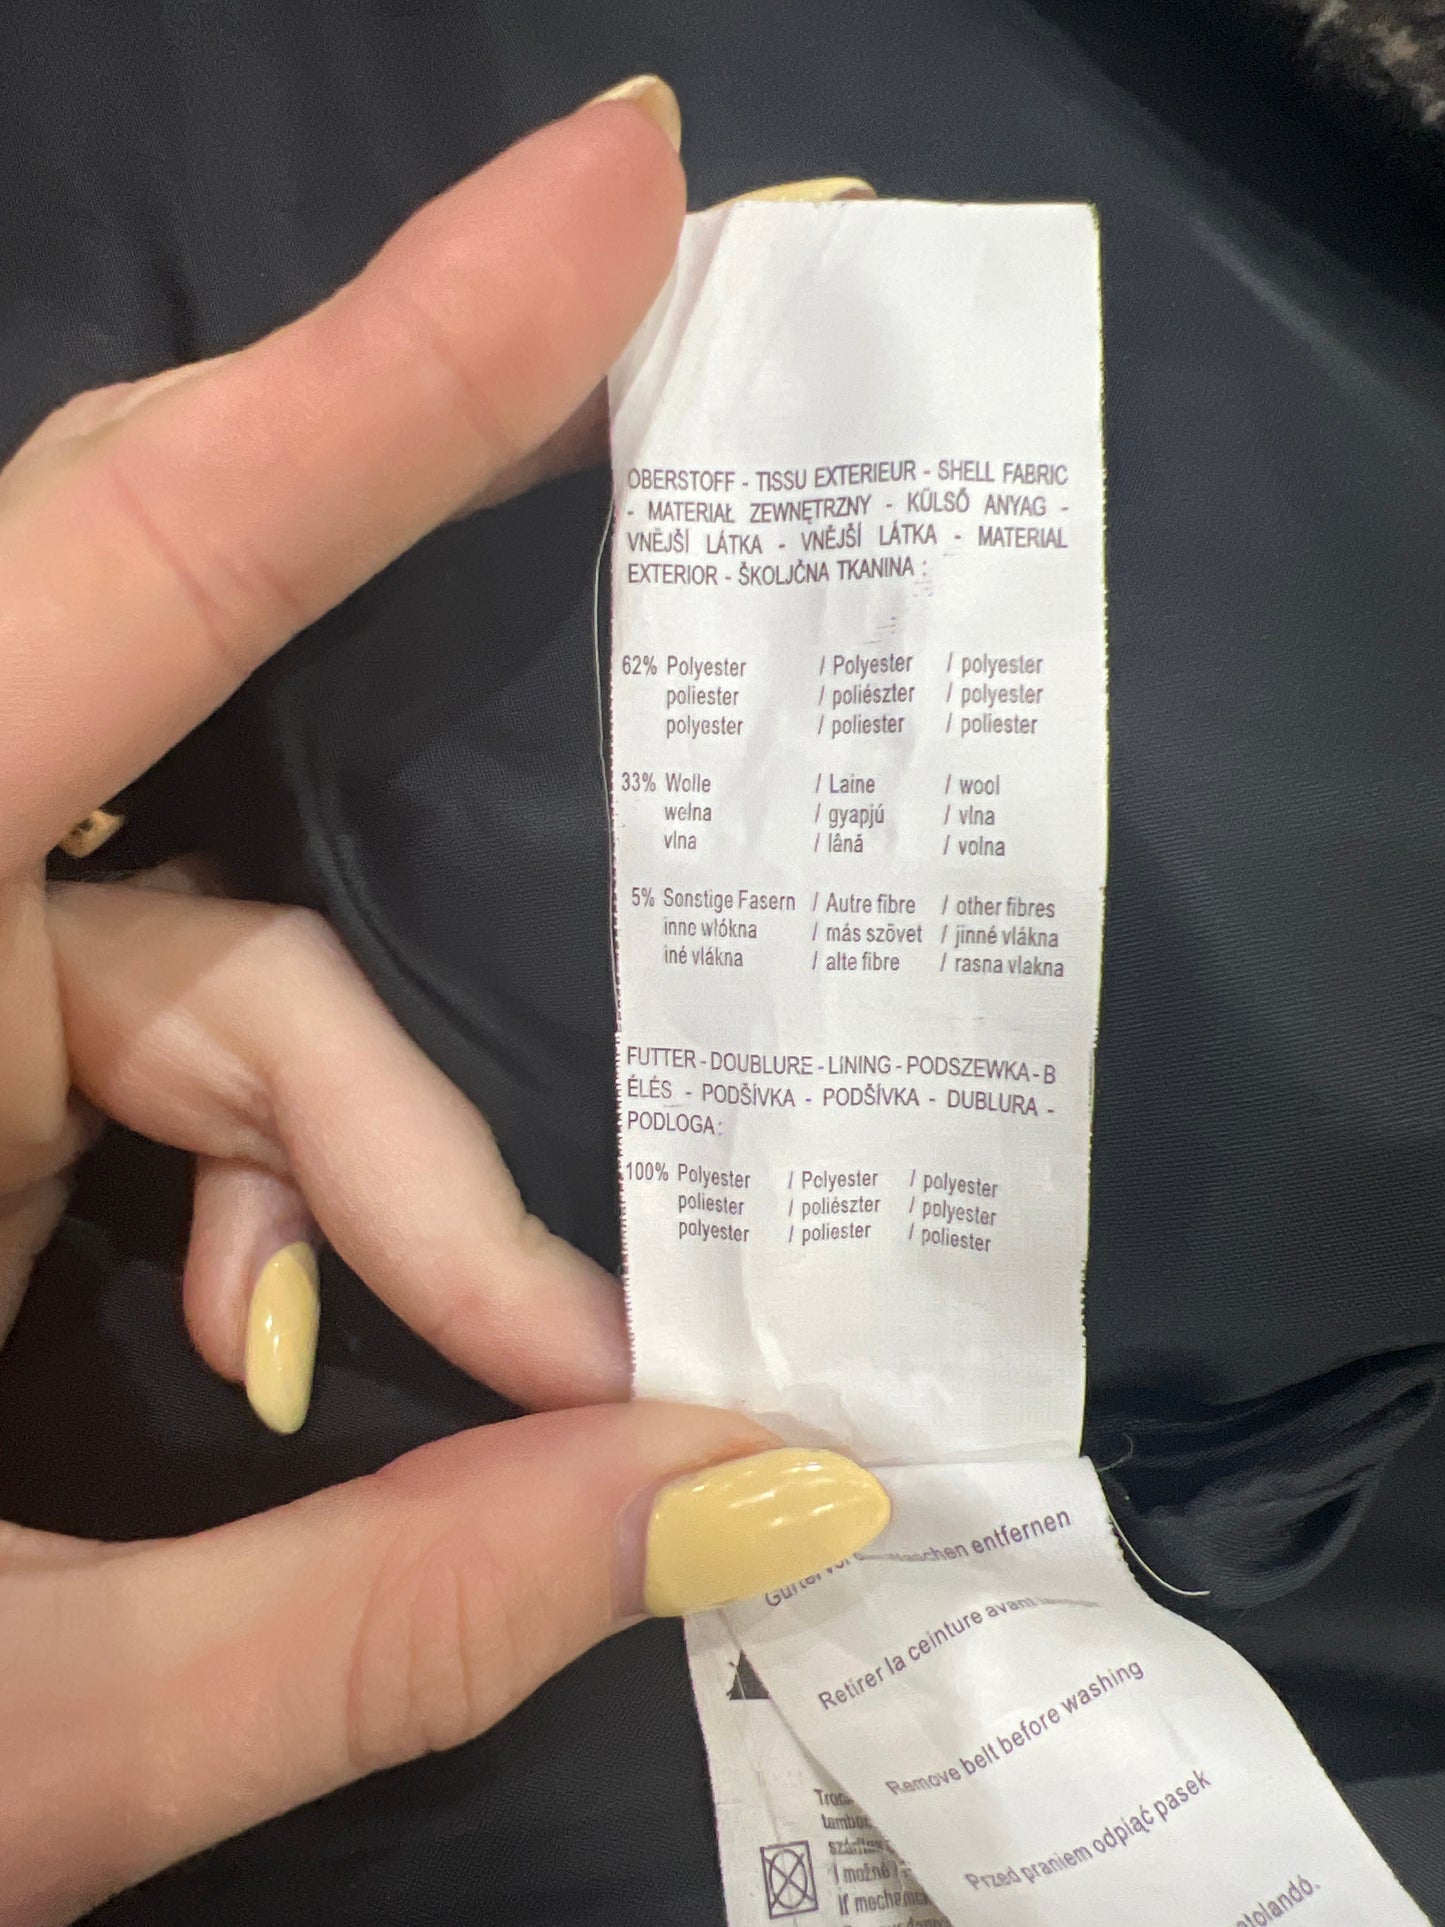 OBERSTOFF - TISSU EXTERIEUR - SHELL FABRIC
- MATERIAŁ ZEWNĘTRZNY - KÜLSŐ ANYAG -
VNĚJŠÍ LÁTKA - VNĚJŠÍ LÁTKA - MATERIAL
EXTERIOR - ŠKOLJČNA TKANINA :
62% Polyester / Polyester / polyester
poliester / poliészter / polyester
polyester / poliester / poliester
33% Wolle / Laine / wool
wełna / gyapjú / vlna
vlna / lână / volna
5% Sonstige Fasern / Autre fibre / other fibres
inne włókna / más szövet / jinné vlákna
iné vlákna / alte fibre / rasna vlakna
FUTTER - DOUBLURE - LINING - PODSZEWKA - B
ÉLÉS - PODŠÍVKA - PODŠÍVKA - DUBLURA -
PODLOGA :
100% Polyester / Polyester / polyester
poliester / poliészter / polyester
polyester / poliester / poliester
entfernen
Retirer la ceinture avant
Remove belt before washing
Przed praniem odpiąć pasek